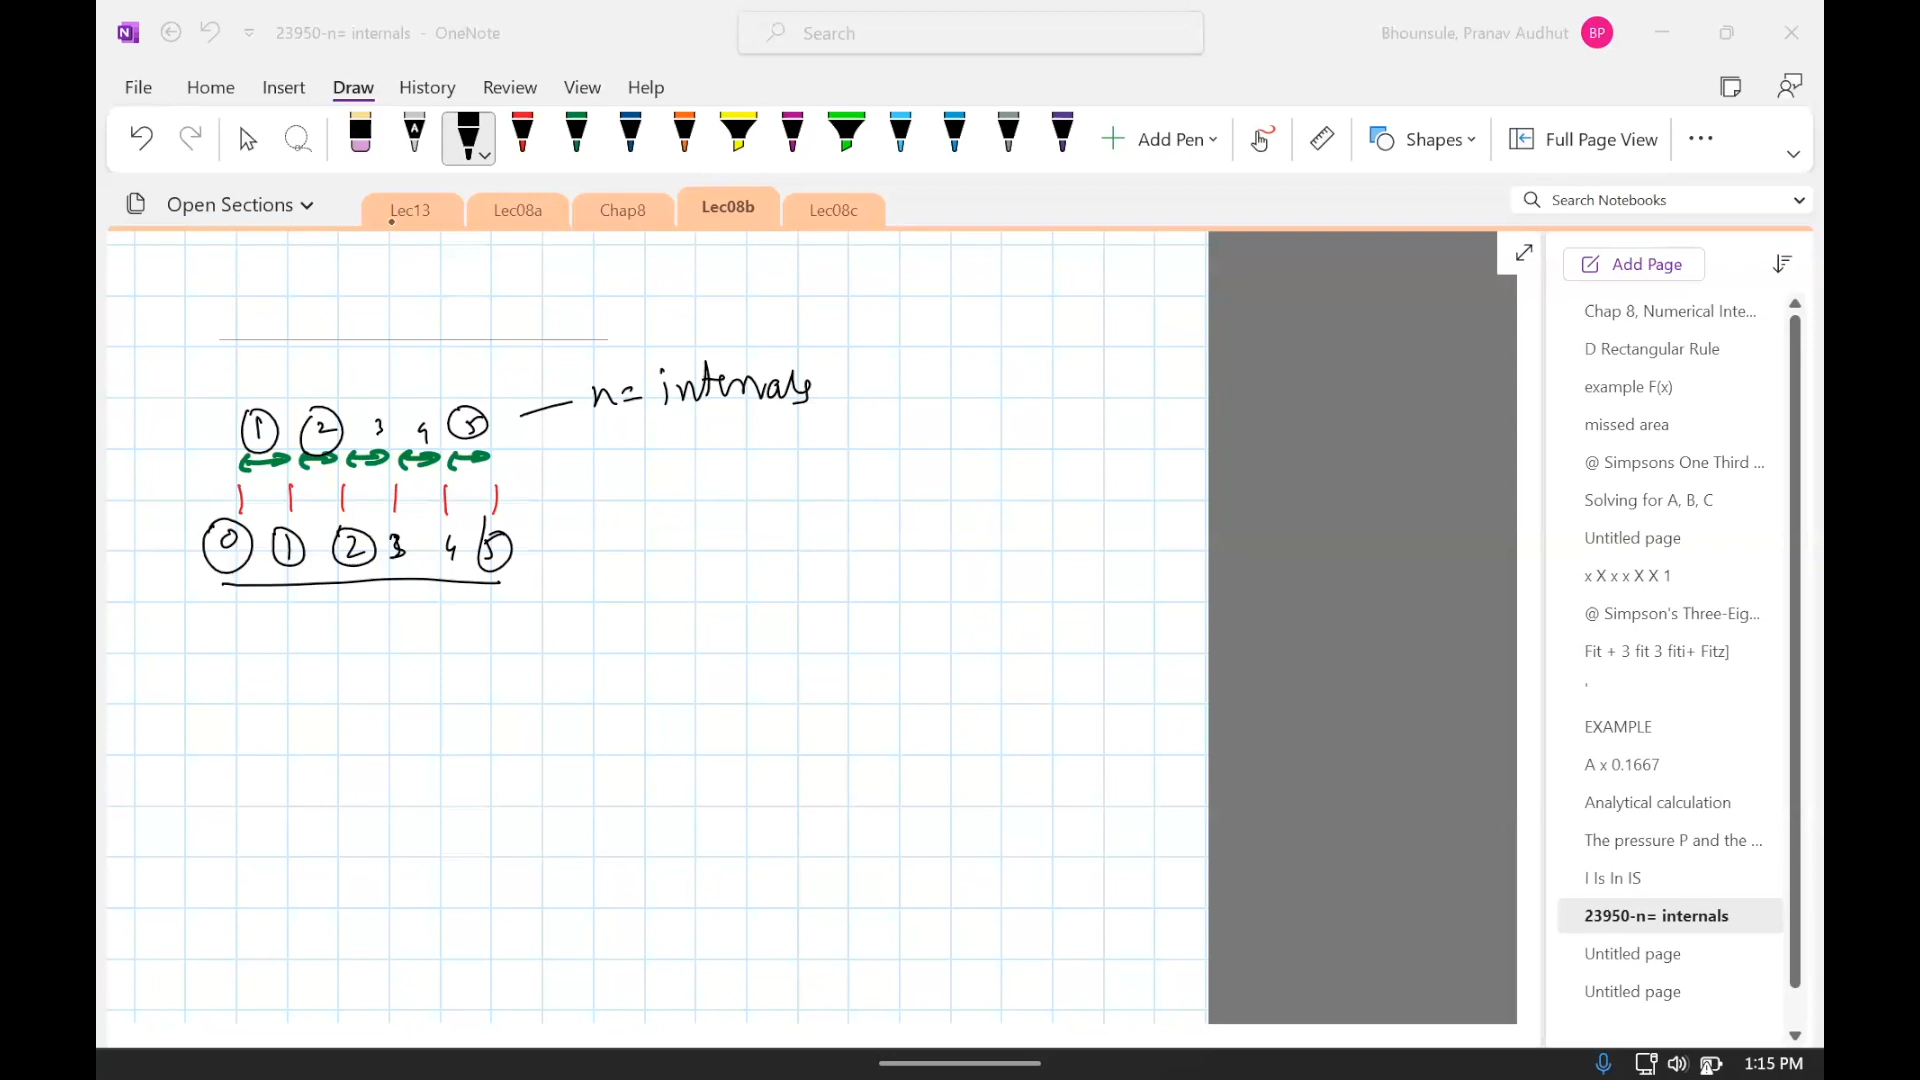 23950-n= internals - OneNote
Search
Bhounsule, Pranav Audhut
BP
File Home Insert Draw History Review View Help
Add Pen
Shapes
Full Page View
Open Sections
Lec13
Lec08a
Chap8
Lec08b
Lec08c
Search Notebooks
Add Page
1 2 3 4 5 — n= intervals
0 1 2 3 4 5
Chap 8, Numerical Inte...
D Rectangular Rule
example F(x)
missed area
@ Simpsons One Third ...
Solving for A, B, C
Untitled page
x X x x X X 1
@ Simpson's Three-Eig...
Fit + 3 fit 3 fiti+ Fitz]
'
EXAMPLE
A x 0.1667
Analytical calculation
The pressure P and the ...
I Is In IS
23950-n= internals
Untitled page
Untitled page
1:15 PM